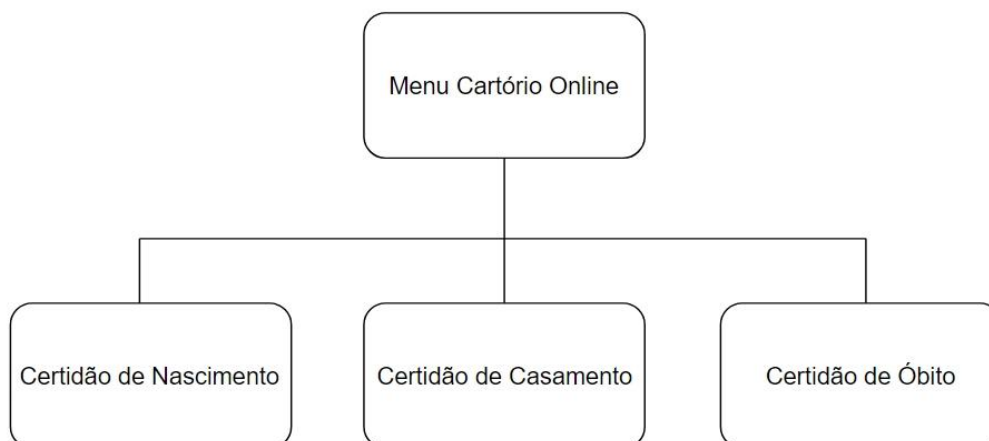 Menu Cartório Online
Certidão de Nascimento
Certidão de Casamento
Certidão de Óbito